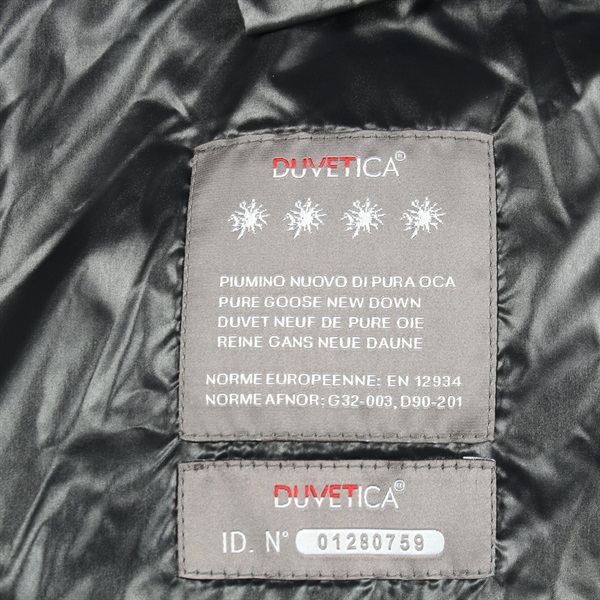 DUVETICA®
PIUMINO NUOVO DI PURA OCA
PURE GOOSE NEW DOWN
DUVET NEUF DE PURE OIE
REINE GANS NEUE DAUNE
NORME EUROPEENNE: EN 12934
NORME AFNOR: G32-003, D90-201
DUVETICA®
ID. N° 01280759